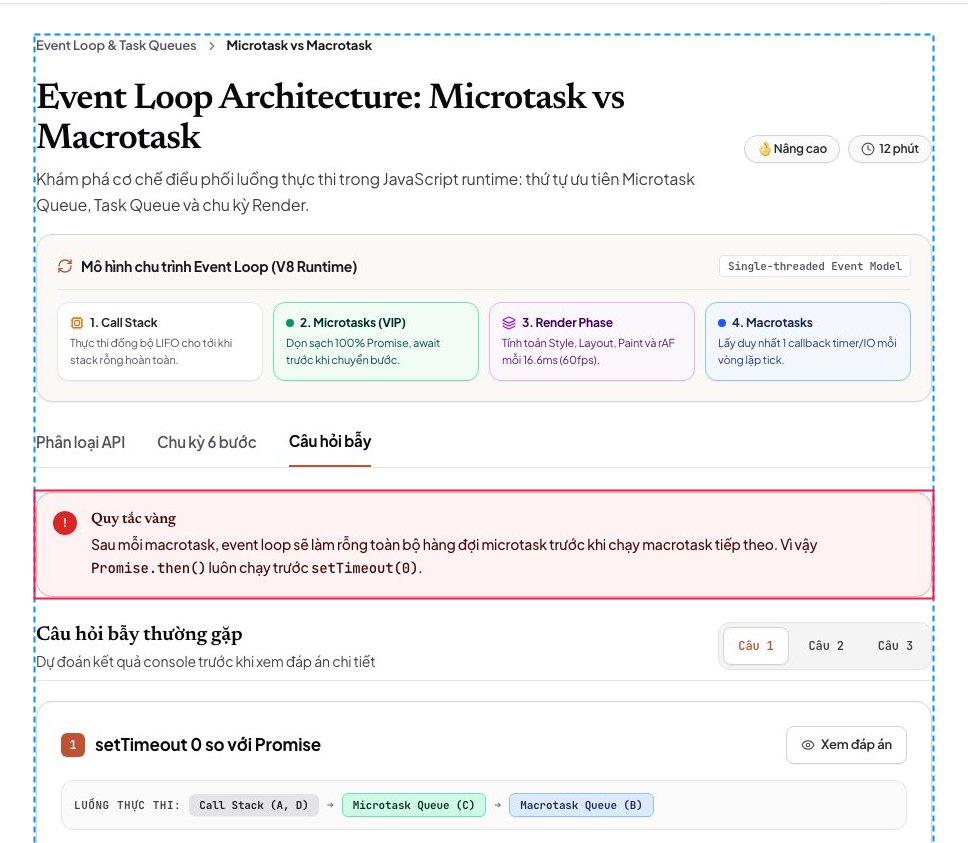 Event Loop & Task Queues > Microtask vs Macrotask
Event Loop Architecture: Microtask vs
Macrotask
👌 Nâng cao
12 phút
Khám phá cơ chế điều phối luồng thực thi trong JavaScript runtime: thứ tự ưu tiên Microtask
Queue, Task Queue và chu kỳ Render.
Mô hình chu trình Event Loop (V8 Runtime)
Single-threaded Event Model
1. Call Stack
Thực thi đồng bộ LIFO cho tới khi
stack rỗng hoàn toàn.
2. Microtasks (VIP)
Dọn sạch 100% Promise, await
trước khi chuyển bước.
3. Render Phase
Tính toán Style, Layout, Paint và rAF
mỗi 16.6ms (60fps).
4. Macrotasks
Lấy duy nhất 1 callback timer/IO mỗi
vòng lặp tick.
Phân loại API
Chu kỳ 6 bước
Câu hỏi bẫy
!
Quy tắc vàng
Sau mỗi macrotask, event loop sẽ làm rỗng toàn bộ hàng đợi microtask trước khi chạy macrotask tiếp theo. Vì vậy
Promise.then() luôn chạy trước setTimeout(0).
Câu hỏi bẫy thường gặp
Dự đoán kết quả console trước khi xem đáp án chi tiết
Câu 1
Câu 2
Câu 3
1
setTimeout 0 so với Promise
Xem đáp án
LUỒNG THỰC THI: Call Stack (A, D) → Microtask Queue (C) → Macrotask Queue (B)